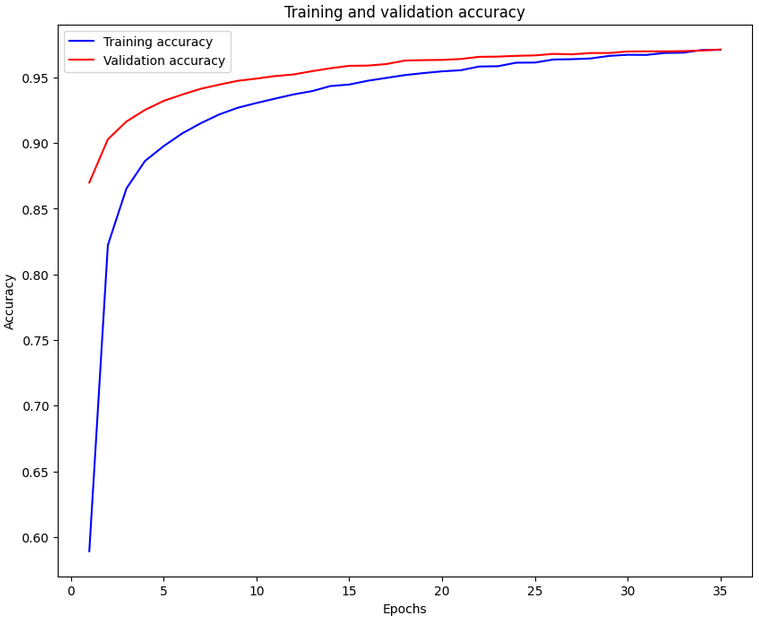 Training and validation accuracy
Training accuracy
Validation accuracy
0.95
0.90
0.85
0.80
0.75
0.70
0.65
0.60
Accuracy
0 5 10 15 20 25 30 35
Epochs